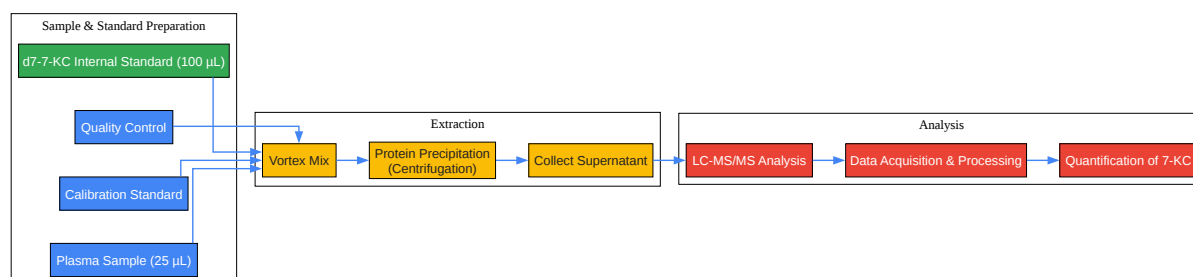 Sample & Standard Preparation
d7-7-KC Internal Standard (100 µL)
Quality Control
Calibration Standard
Plasma Sample (25 µL)
Extraction
Vortex Mix
Protein Precipitation
(Centrifugation)
Collect Supernatant
Analysis
LC-MS/MS Analysis
Data Acquisition & Processing
Quantification of 7-KC